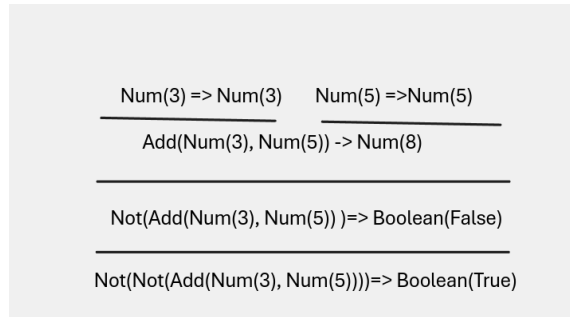 Num(3) => Num(3) Num(5) =>Num(5)
Add(Num(3), Num(5)) -> Num(8)
Not(Add(Num(3), Num(5)) )=> Boolean(False)
Not(Not(Add(Num(3), Num(5))))=> Boolean(True)